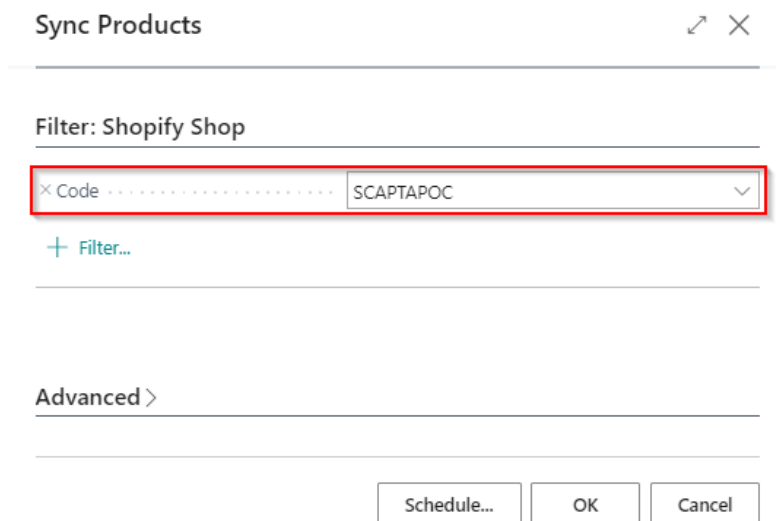 Sync Products
Filter: Shopify Shop
× Code SCAPTAPOC
+ Filter...
Advanced >
Schedule... OK Cancel